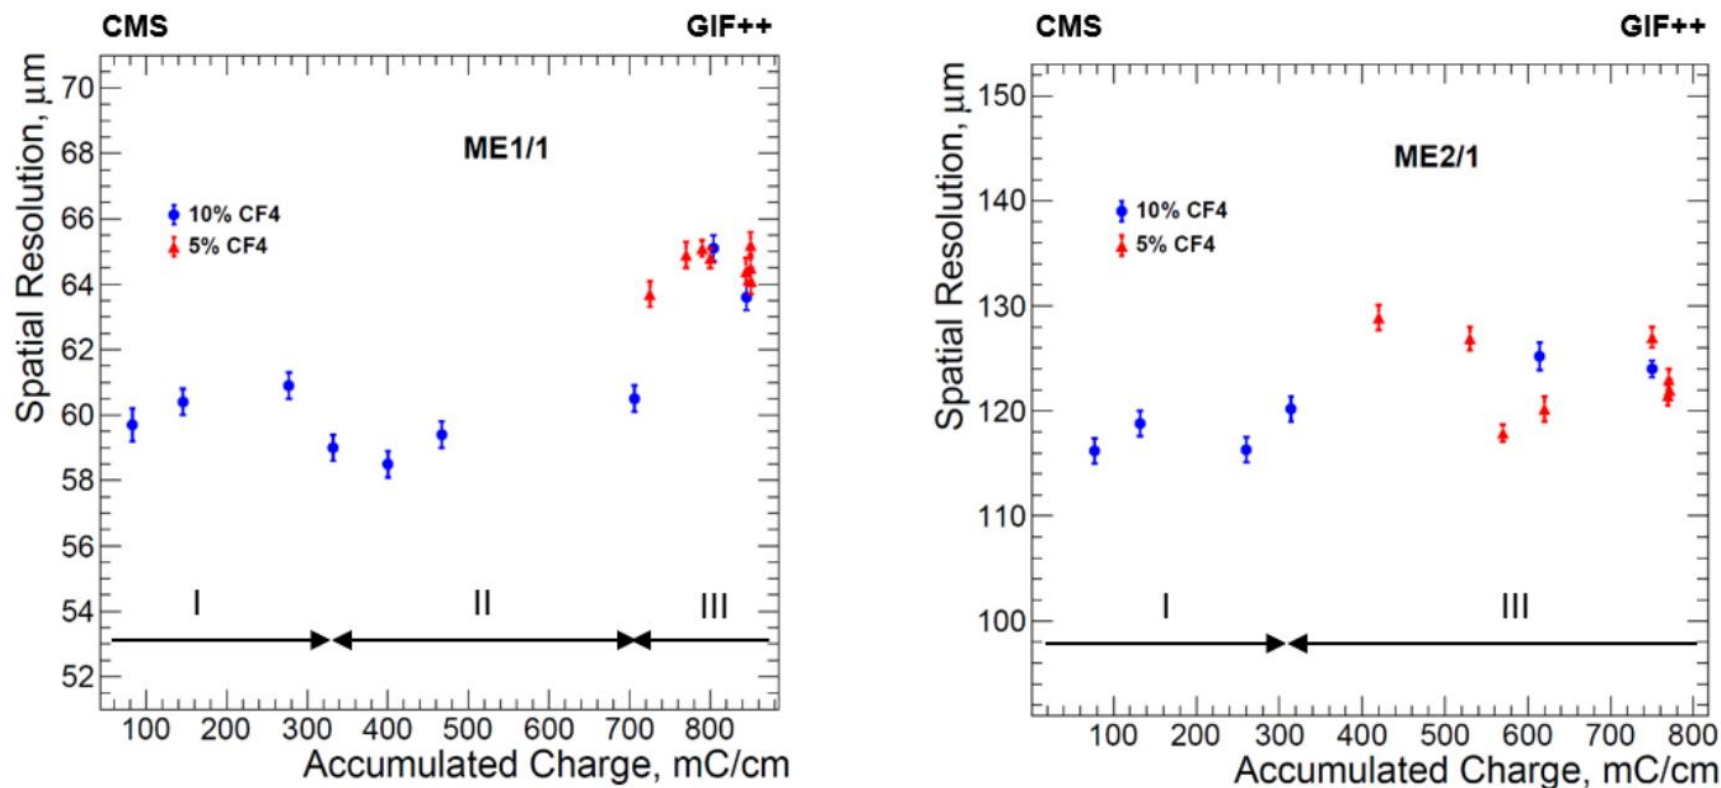 CMS GIF++
Spatial Resolution, μm
70
68
66
64
62
60
58
56
54
52
ME1/1
10% CF4
5% CF4
I II III
100 200 300 400 500 600 700 800
Accumulated Charge, mC/cm
CMS GIF++
Spatial Resolution, μm
150
140
130
120
110
100
ME2/1
10% CF4
5% CF4
I III
100 200 300 400 500 600 700 800
Accumulated Charge, mC/cm